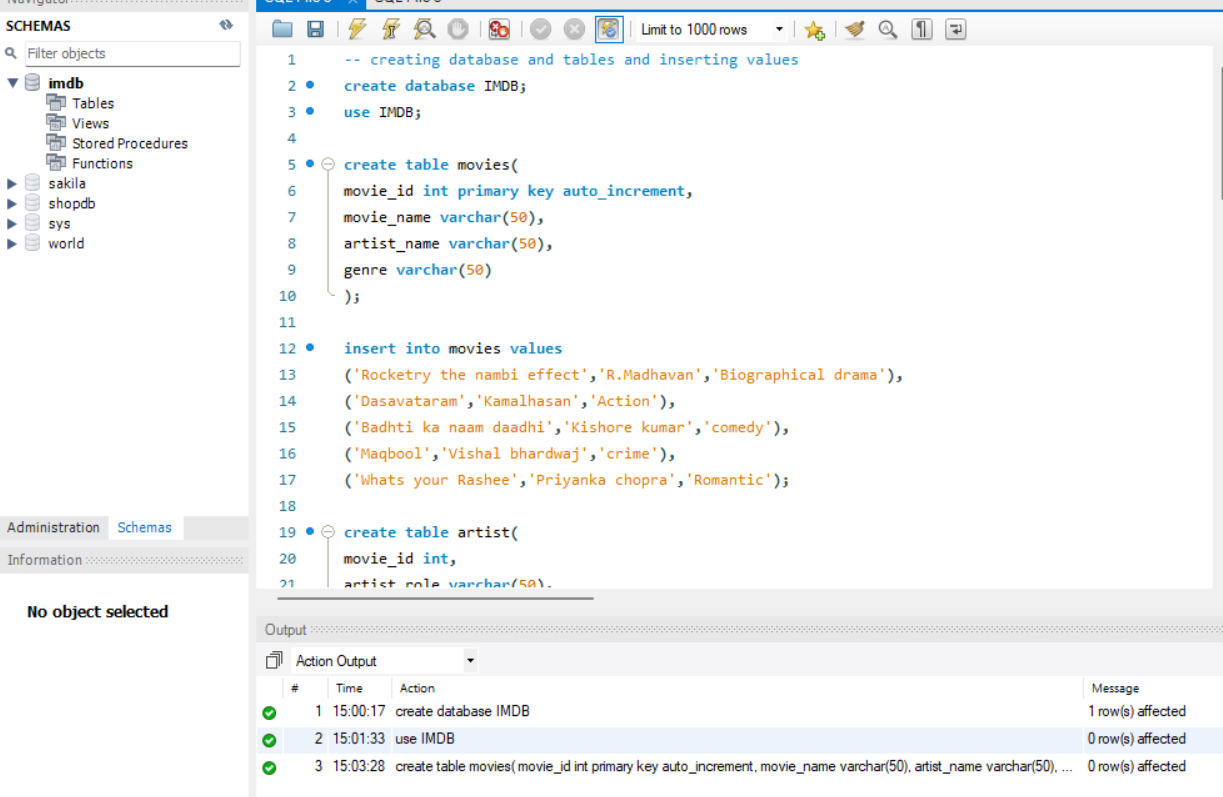 Navigator
SCHEMAS
Filter objects
imdb
Tables
Views
Stored Procedures
Functions
sakila
shopdb
sys
world
Administration Schemas
Information
No object selected
Limit to 1000 rows
1 -- creating database and tables and inserting values
2 create database IMDB;
3 use IMDB;
4
5 create table movies(
6 movie_id int primary key auto_increment,
7 movie_name varchar(50),
8 artist_name varchar(50),
9 genre varchar(50)
10 );
11
12 insert into movies values
13 ('Rocketry the nambi effect','R.Madhavan','Biographical drama'),
14 ('Dasavataram','Kamalhasan','Action'),
15 ('Badhti ka naam daadhi','Kishore kumar','comedy'),
16 ('Maqbool','Vishal bhardwaj','crime'),
17 ('Whats your Rashee','Priyanka chopra','Romantic');
18
19 create table artist(
20 movie_id int,
21 artist_role varchar(50),
Output
Action Output
# Time Action Message
1 15:00:17 create database IMDB 1 row(s) affected
2 15:01:33 use IMDB 0 row(s) affected
3 15:03:28 create table movies( movie_id int primary key auto_increment, movie_name varchar(50), artist_name varchar(50), ... 0 row(s) affected